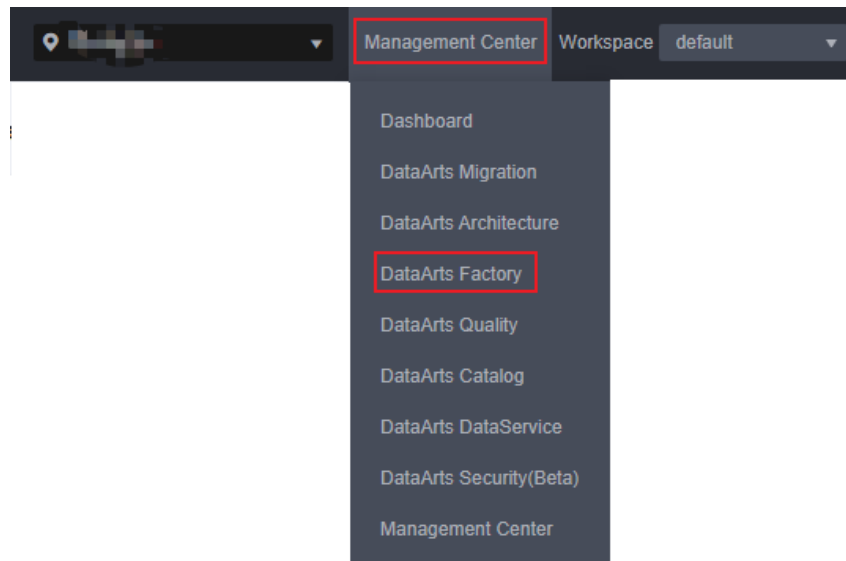 Management Center Workspace default
Dashboard
DataArts Migration
DataArts Architecture
DataArts Factory
DataArts Quality
DataArts Catalog
DataArts DataService
DataArts Security(Beta)
Management Center